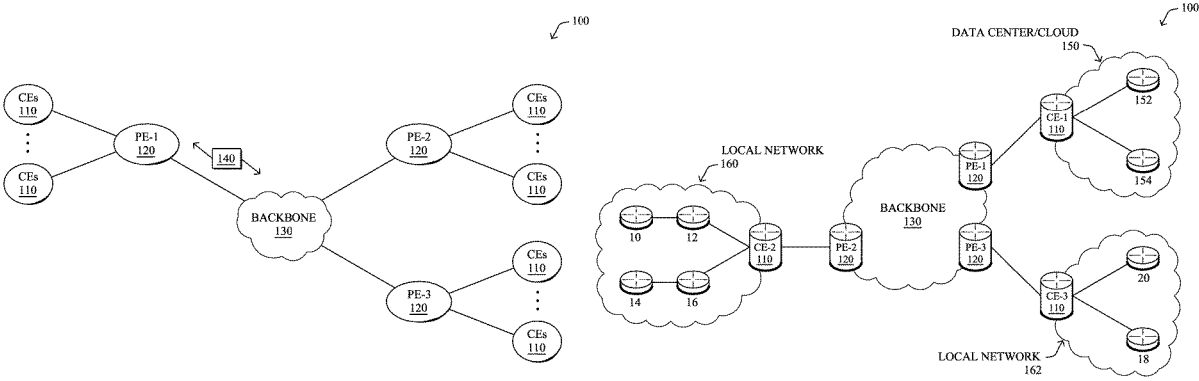 100
CEs
110
CEs
110
PE-1
120
140
BACKBONE
130
PE-2
120
CEs
110
CEs
110
PE-3
120
CEs
110
CEs
110
100
DATA CENTER/CLOUD
150
CE-1
110
152
154
LOCAL NETWORK
160
10
12
14
16
CE-2
110
PE-2
120
BACKBONE
130
PE-1
120
PE-3
120
CE-3
110
20
18
LOCAL NETWORK
162